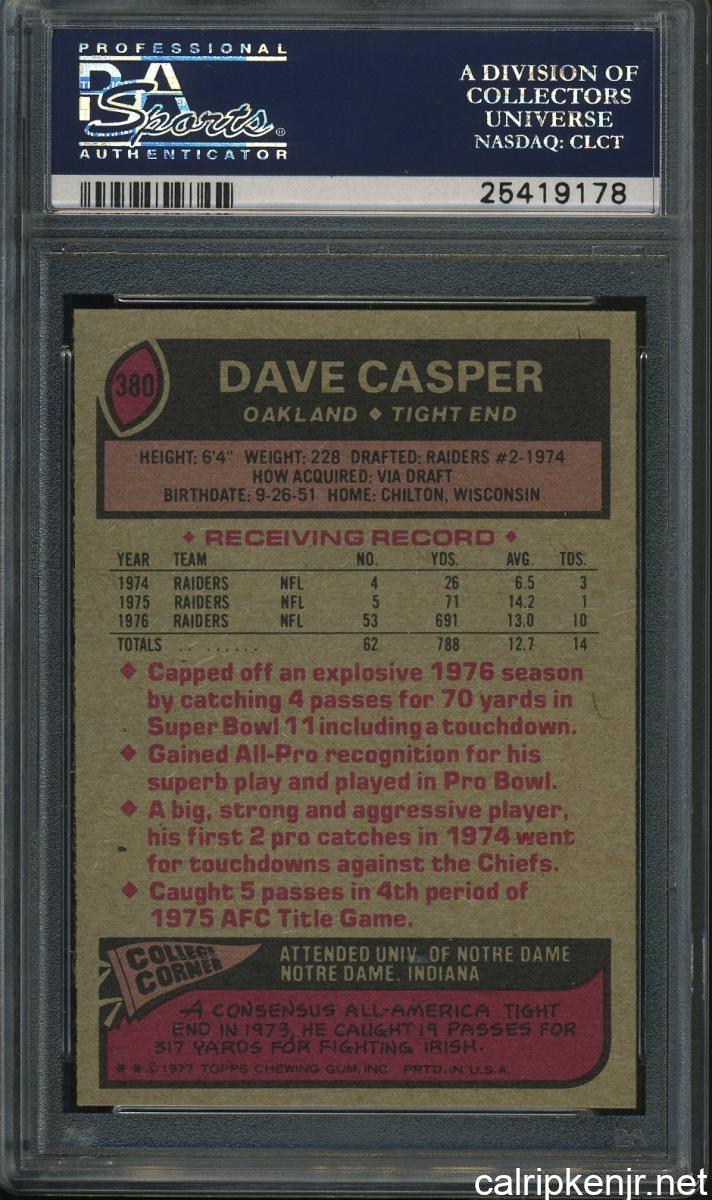 PROFESSIONAL
PSA
Sports®
AUTHENTICATOR
A DIVISION OF
COLLECTORS
UNIVERSE
NASDAQ: CLCT
25419178
380
DAVE CASPER
OAKLAND ◆ TIGHT END
HEIGHT: 6'4" WEIGHT: 228 DRAFTED: RAIDERS #2-1974
HOW ACQUIRED: VIA DRAFT
BIRTHDATE: 9-26-51 HOME: CHILTON, WISCONSIN
◆ RECEIVING RECORD ◆
YEAR TEAM NO. YDS. AVG. TDS.
1974 RAIDERS NFL 4 26 6.5 3
1975 RAIDERS NFL 5 71 14.2 1
1976 RAIDERS NFL 53 691 13.0 10
TOTALS .. ...... 62 788 12.7 14
◆ Capped off an explosive 1976 season
by catching 4 passes for 70 yards in
Super Bowl 11 including a touchdown.
◆ Gained All-Pro recognition for his
superb play and played in Pro Bowl.
◆ A big, strong and aggressive player,
his first 2 pro catches in 1974 went
for touchdowns against the Chiefs.
◆ Caught 5 passes in 4th period of
1975 AFC Title Game.
COLLEGE
CORNER
ATTENDED UNIV. OF NOTRE DAME
NOTRE DAME, INDIANA
A CONSENSUS ALL-AMERICA TIGHT
END IN 1973, HE CAUGHT 19 PASSES FOR
317 YARDS FOR FIGHTING IRISH.
* * © 1977 TOPPS CHEWING GUM, INC. PRTD. IN U.S.A.
calripkenjr.net